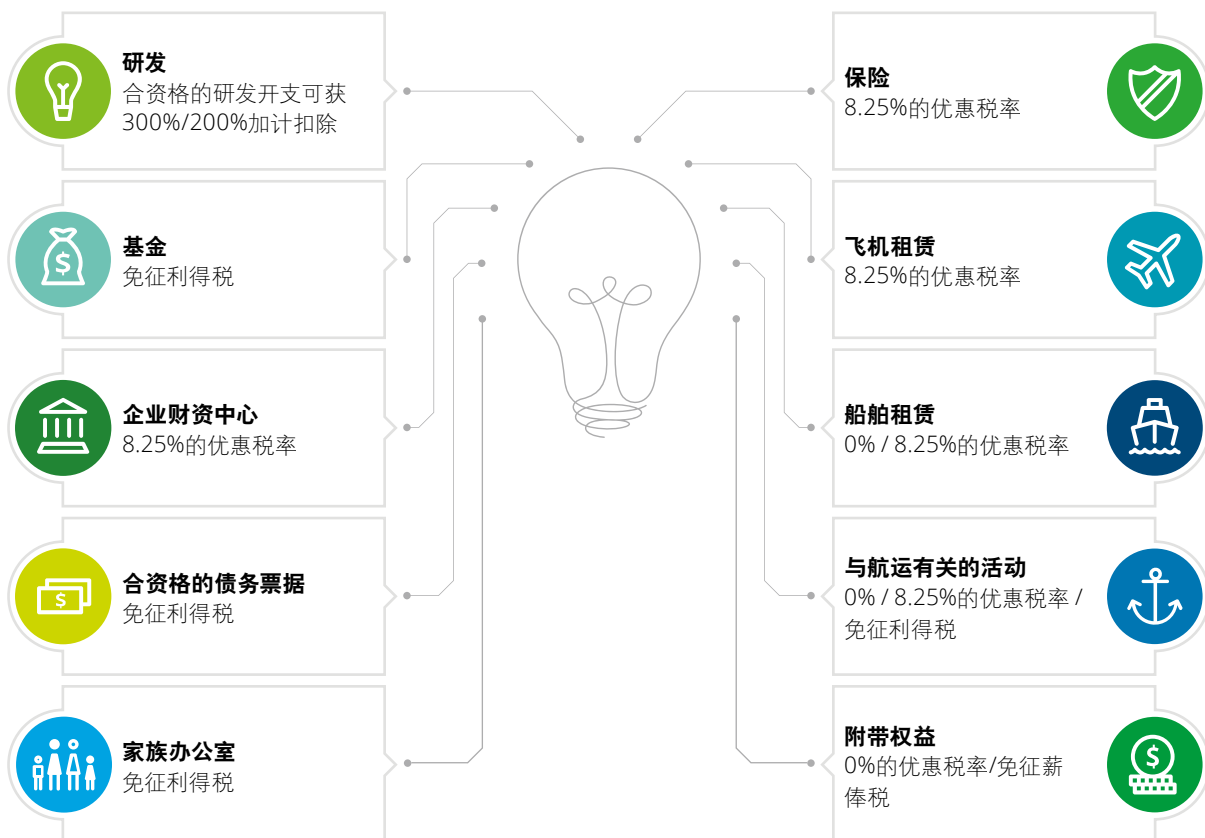 研发
合资格的研发开支可获
300%/200%加计扣除
基金
免征利得税
企业财资中心
8.25%的优惠税率
合资格的债务票据
免征利得税
家族办公室
免征利得税
保险
8.25%的优惠税率
飞机租赁
8.25%的优惠税率
船舶租赁
0% / 8.25%的优惠税率
与航运有关的活动
0% / 8.25%的优惠税率 /
免征利得税
附带权益
0%的优惠税率/免征薪
俸税
$
$
$